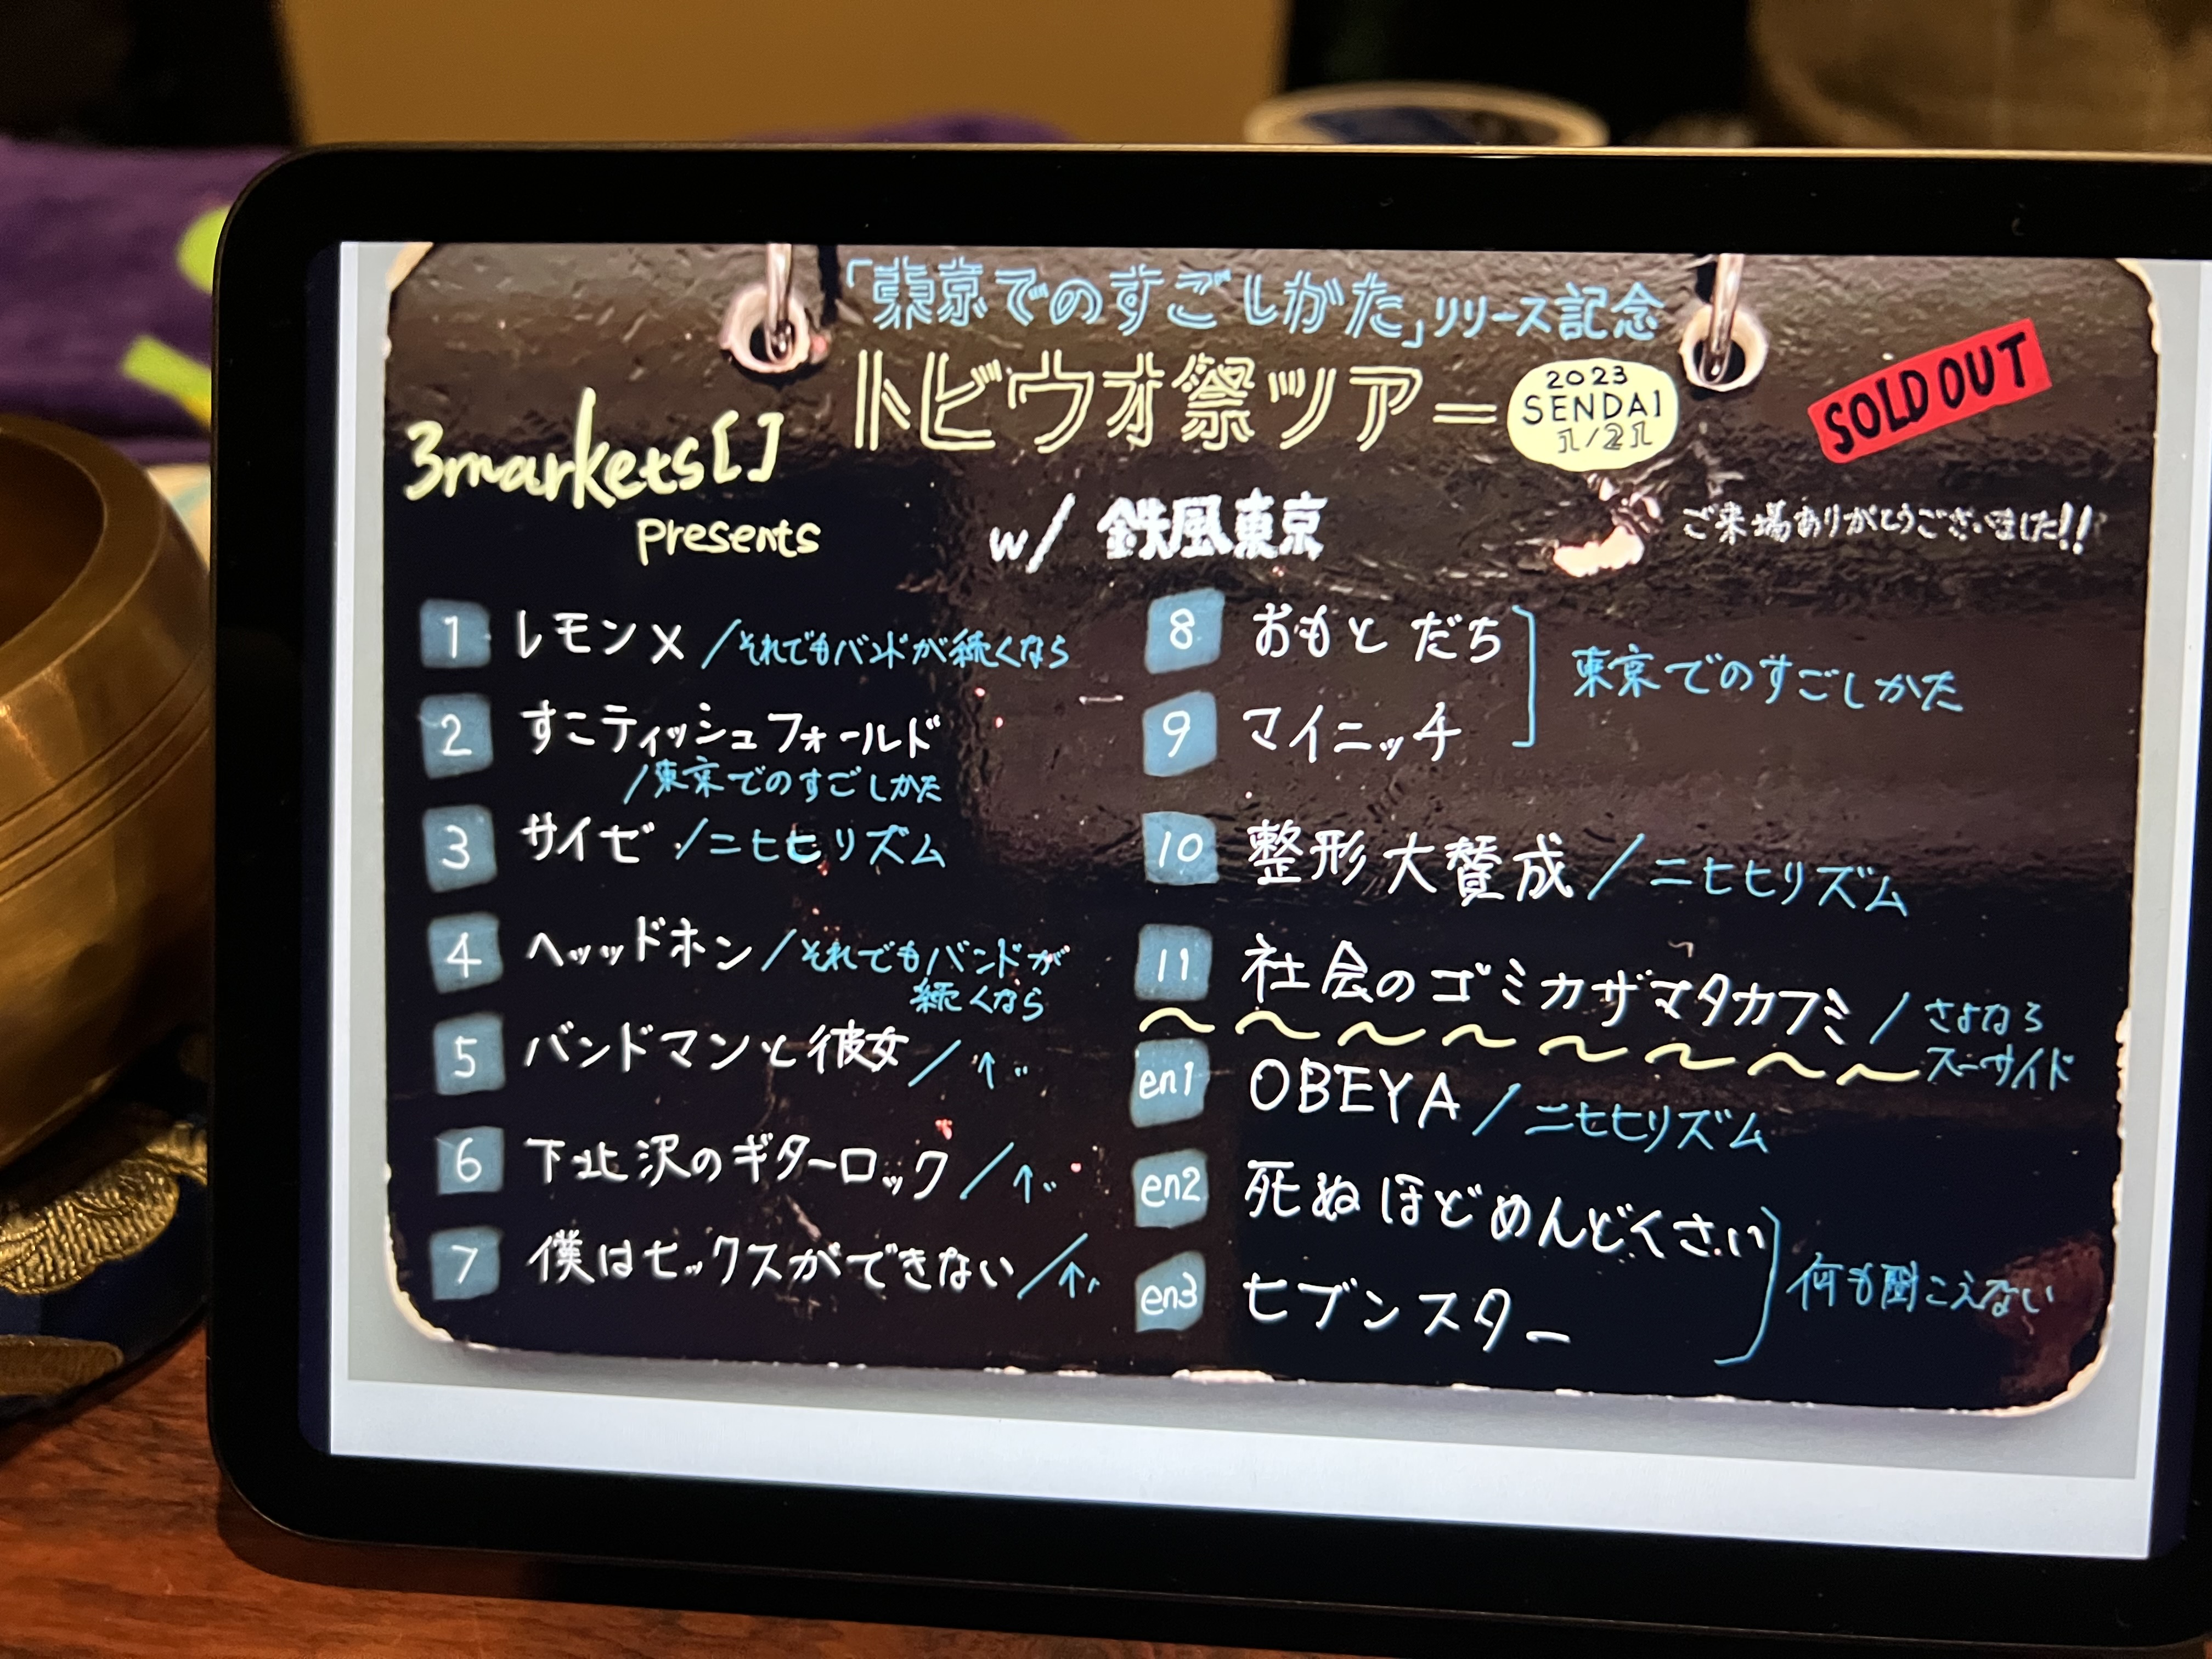 「東京でのすごしかた」リリース記念
トビウオ祭ツアー
2023
SENDAI
1/21
SOLD OUT
3markets[]
presents
w/ 鉄風東京
ご来場ありがとうございました!!
1 レモン× /それでもバンドが続くなら
2 すこティッシュフォールド
/東京でのすごしかた
3 サイゼ /ニヒヒリズム
4 ヘッドホン /それでもバンドが
続くなら
5 バンドマンと彼女 / ↑..
6 下北沢のギターロック / ↑..
7 僕はセックスができない / ↑..
8 おもとだち
9 マイニッチ
東京でのすごしかた
10 整形大賛成 / ニヒヒリズム
11 社会のゴミカザマタカフミ / さよなら
スーサイド
en1 OBEYA / ニヒヒリズム
en2 死ぬほどめんどくさい
en3 セブンスター
何も聞こえない